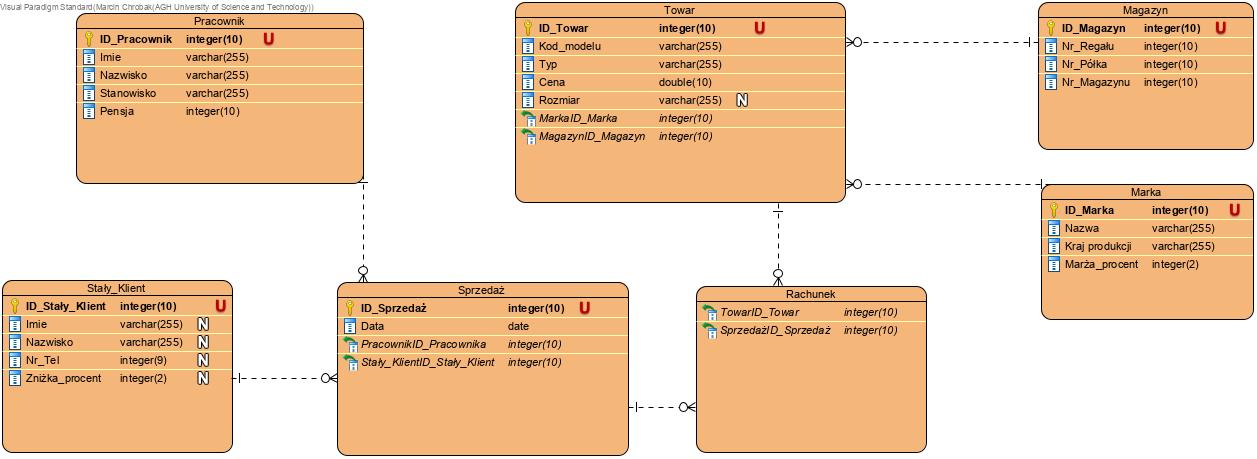 Visual Paradigm Standard(Marcin Chrobak(AGH University of Science and Technology))
Pracownik
ID_Pracownik integer(10) U
Imie varchar(255)
Nazwisko varchar(255)
Stanowisko varchar(255)
Pensja integer(10)
Towar
ID_Towar integer(10) U
Kod_modelu varchar(255)
Typ varchar(255)
Cena double(10)
Rozmiar varchar(255) N
MarkaID_Marka integer(10)
MagazynID_Magazyn integer(10)
Magazyn
ID_Magazyn integer(10) U
Nr_Regału integer(10)
Nr_Półka integer(10)
Nr_Magazynu integer(10)
Marka
ID_Marka integer(10) U
Nazwa varchar(255)
Kraj produkcji varchar(255)
Marża_procent integer(2)
Stały_Klient
ID_Stały_Klient integer(10) U
Imie varchar(255) N
Nazwisko varchar(255) N
Nr_Tel integer(9) N
Zniżka_procent integer(2) N
Sprzedaż
ID_Sprzedaż integer(10) U
Data date
PracownikID_Pracownika integer(10)
Stały_KlientID_Stały_Klient integer(10)
Rachunek
TowarID_Towar integer(10)
SprzedażID_Sprzedaż integer(10)